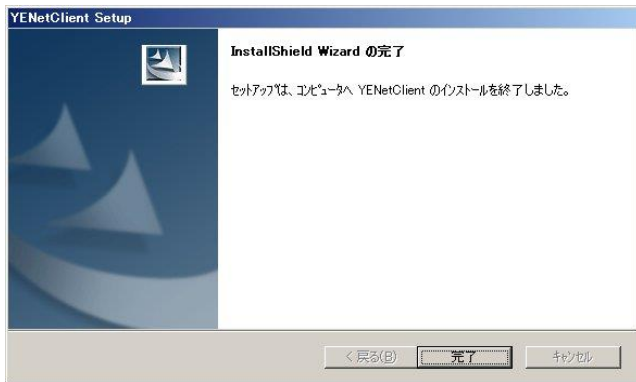 YENetClient Setup
InstallShield Wizard の完了
セットアップは、コンピュータへ YENetClient のインストールを終了しました。
< 戻る(B)
完了
キャンセル